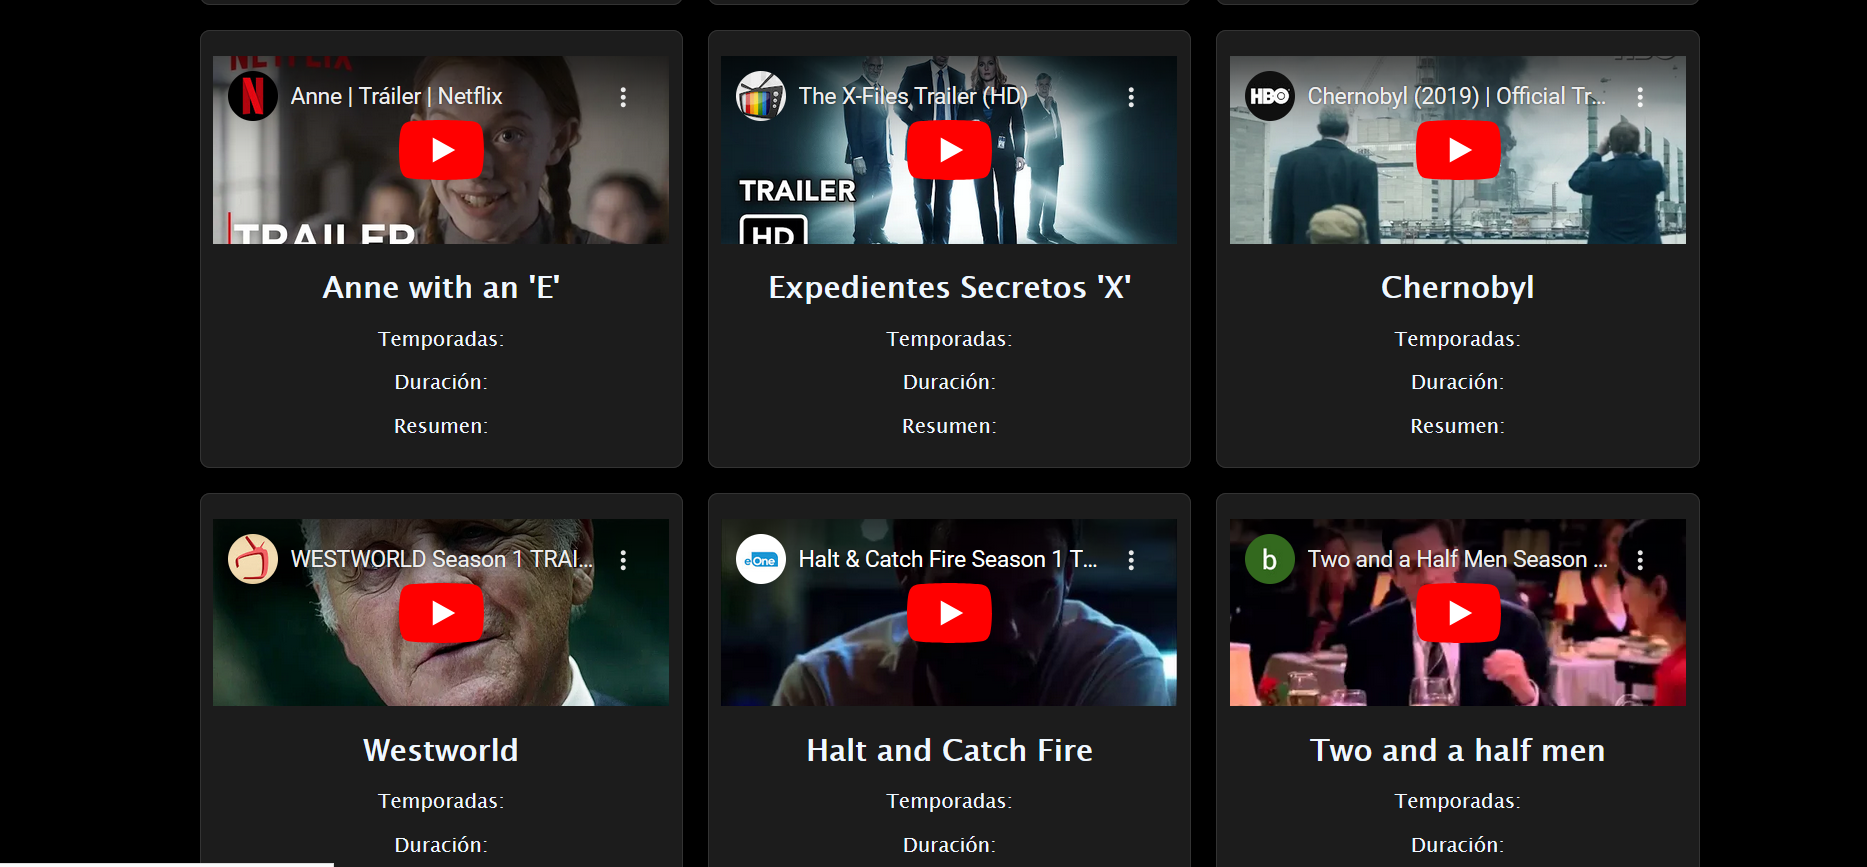 NETFLIX
Anne | Tráiler | Netflix
TRAILER
Anne with an 'E'
Temporadas:
Duración:
Resumen:
The X-Files Trailer (HD)
TRAILER
HD
Expedientes Secretos 'X'
Temporadas:
Duración:
Resumen:
HBO
HBO
Chernobyl (2019) | Official Tr...
Chernobyl
Temporadas:
Duración:
Resumen:
WESTWORLD Season 1 TRAI...
Westworld
Temporadas:
Duración:
eOne
Halt & Catch Fire Season 1 T...
Halt and Catch Fire
Temporadas:
Duración:
b
Two and a Half Men Season ...
Two and a half men
Temporadas:
Duración: